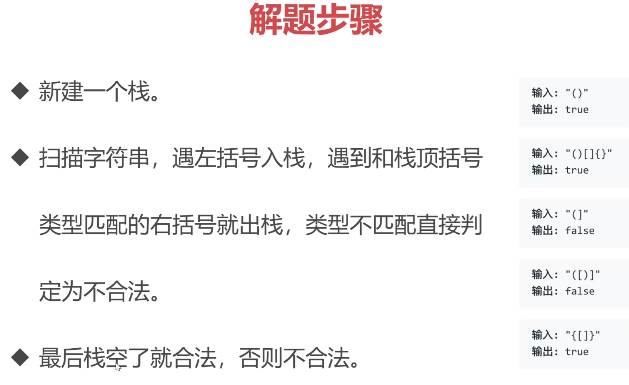 解题步骤
◆ 新建一个栈。
◆ 扫描字符串，遇左括号入栈，遇到和栈顶括号
类型匹配的右括号就出栈，类型不匹配直接判
定为不合法。
◆ 最后栈空了就合法，否则不合法。
输入: "()"
输出: true
输入: "()[]{}"
输出: true
输入: "(]"
输出: false
输入: "([)]"
输出: false
输入: "{[]}"
输出: true